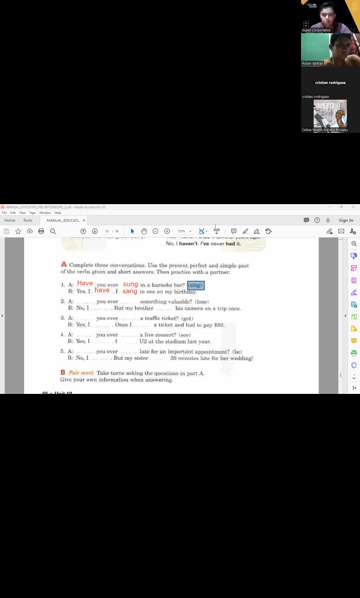 cristian rodriguez
cristian rodriguez
MANUAL_EDUCATI...
Sign In
No, I haven't. I've never had it.
A Complete these conversations. Use the present perfect and simple past
of the verbs given and short answers. Then practice with a partner.
1. A: Have you ever sung in a karaoke bar? (sing)
B: Yes, I have . I sang in one on my birthday.
2. A: you ever something valuable? (lose)
B: No, I . But my brother his camera on a trip once.
3. A: you ever a traffic ticket? (get)
B: Yes, I . Once I a ticket and had to pay $50.
4. A: you ever a live concert? (see)
B: Yes, I . I U2 at the stadium last year.
5. A: you ever late for an important appointment? (be)
B: No, I . But my sister 30 minutes late for her wedding!
B Pair work Take turns asking the questions in part A.
Give your own information when answering.